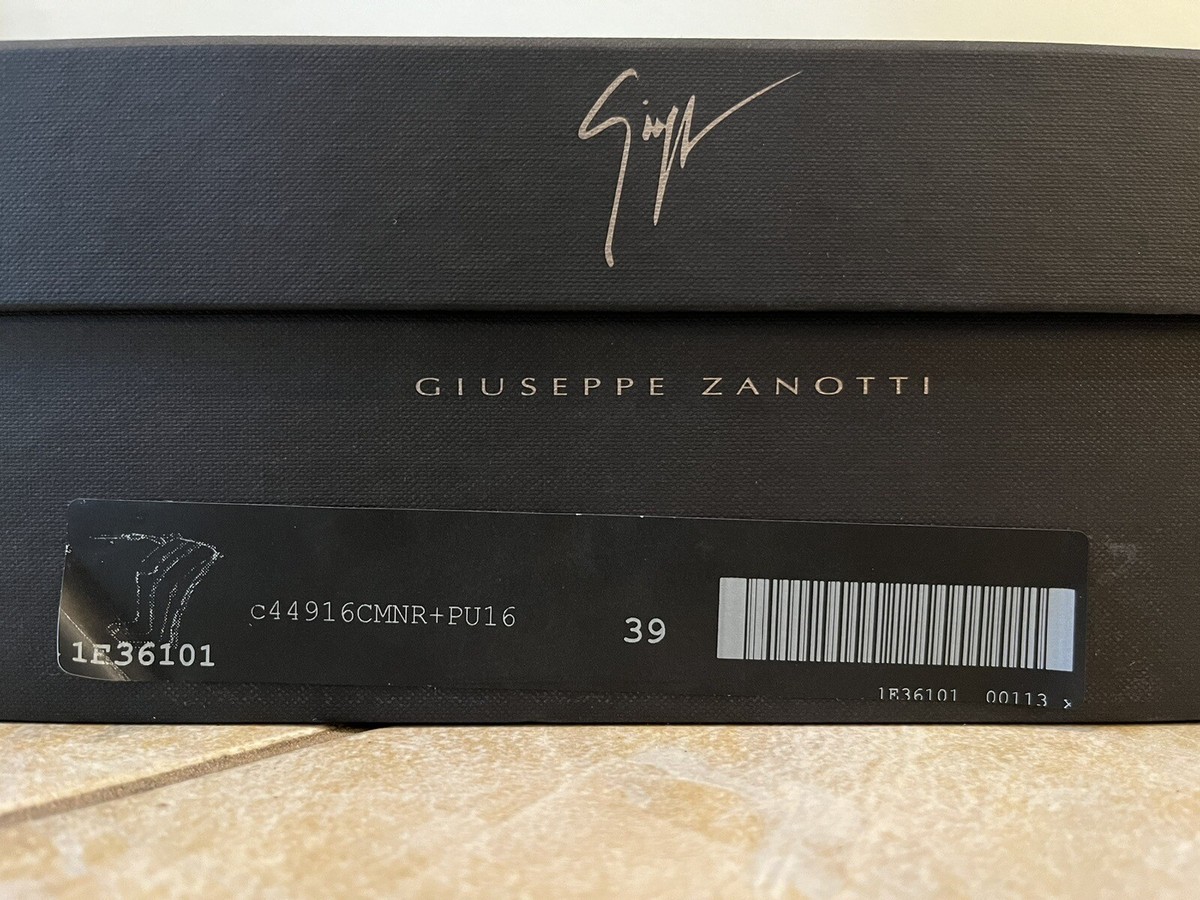 GIUSEPPE ZANOTTI
c44916CMNR+PU16
39
1E36101
1E36101 00113 x